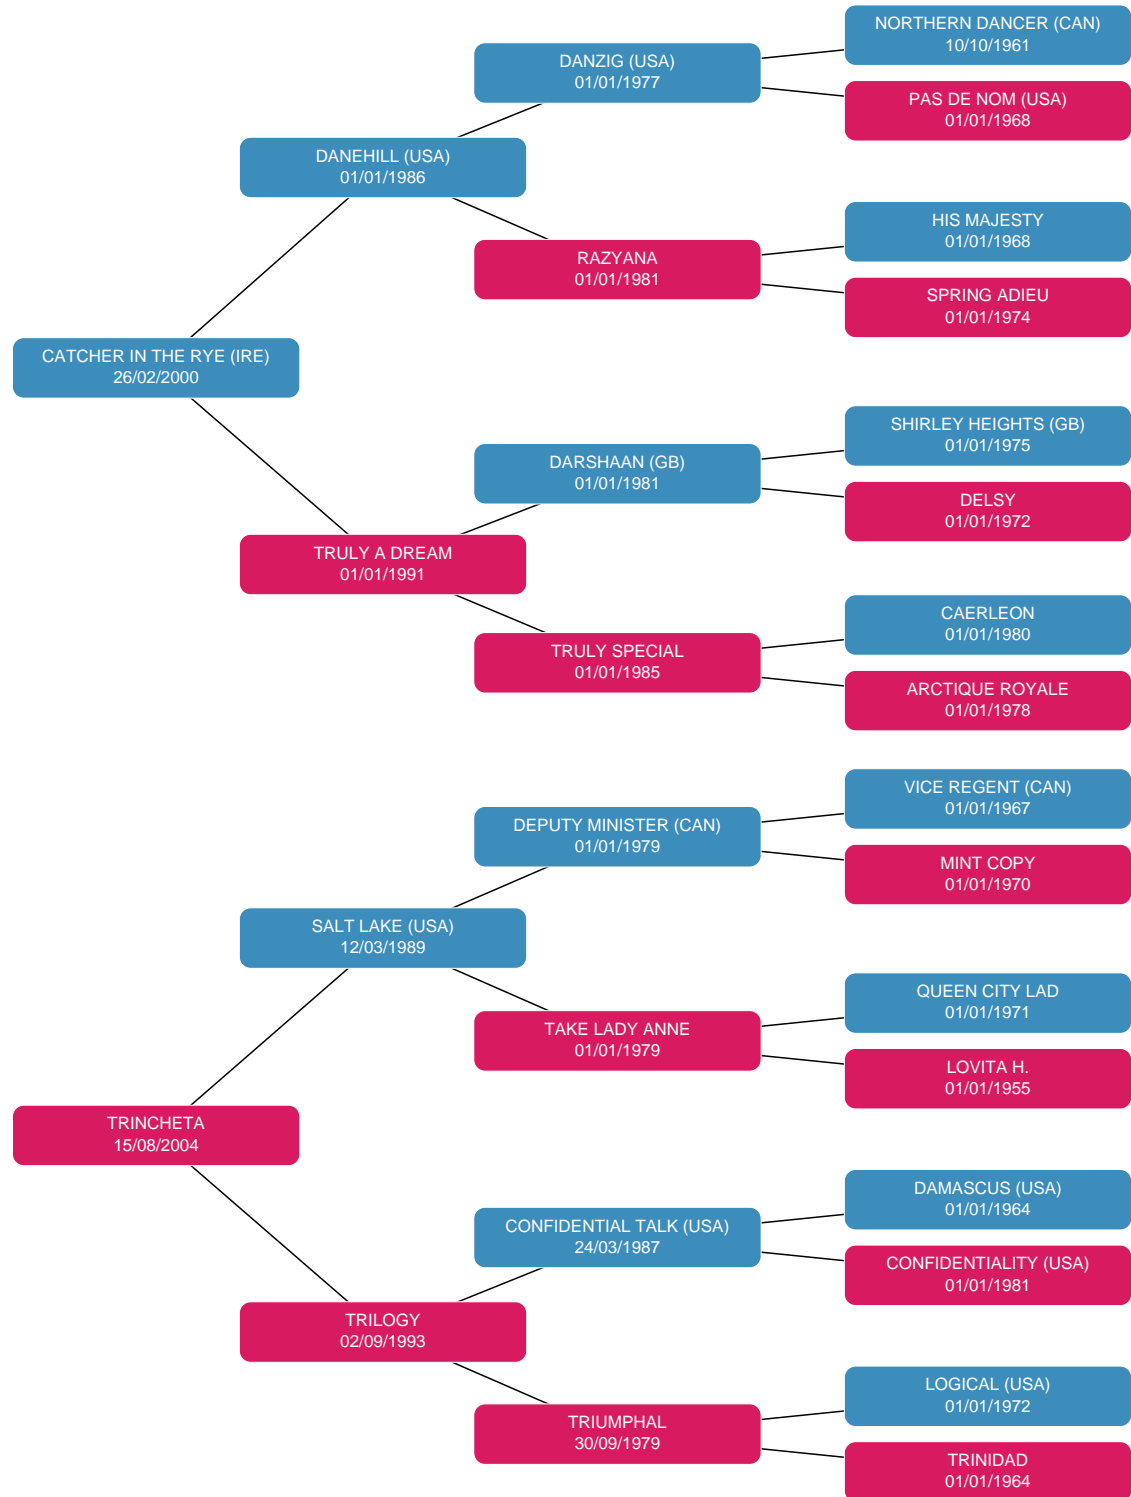 NORTHERN DANCER (CAN)
10/10/1961
DANZIG (USA)
01/01/1977
PAS DE NOM (USA)
01/01/1968
DANEHILL (USA)
01/01/1986
HIS MAJESTY
01/01/1968
RAZYANA
01/01/1981
SPRING ADIEU
01/01/1974
CATCHER IN THE RYE (IRE)
26/02/2000
SHIRLEY HEIGHTS (GB)
01/01/1975
DARSHAAN (GB)
01/01/1981
DELSY
01/01/1972
TRULY A DREAM
01/01/1991
CAERLEON
01/01/1980
TRULY SPECIAL
01/01/1985
ARCTIQUE ROYALE
01/01/1978
VICE REGENT (CAN)
01/01/1967
DEPUTY MINISTER (CAN)
01/01/1979
MINT COPY
01/01/1970
SALT LAKE (USA)
12/03/1989
QUEEN CITY LAD
01/01/1971
TAKE LADY ANNE
01/01/1979
LOVITA H.
01/01/1955
TRINCHETA
15/08/2004
DAMASCUS (USA)
01/01/1964
CONFIDENTIAL TALK (USA)
24/03/1987
CONFIDENTIALITY (USA)
01/01/1981
TRILOGY
02/09/1993
LOGICAL (USA)
01/01/1972
TRIUMPHAL
30/09/1979
TRINIDAD
01/01/1964